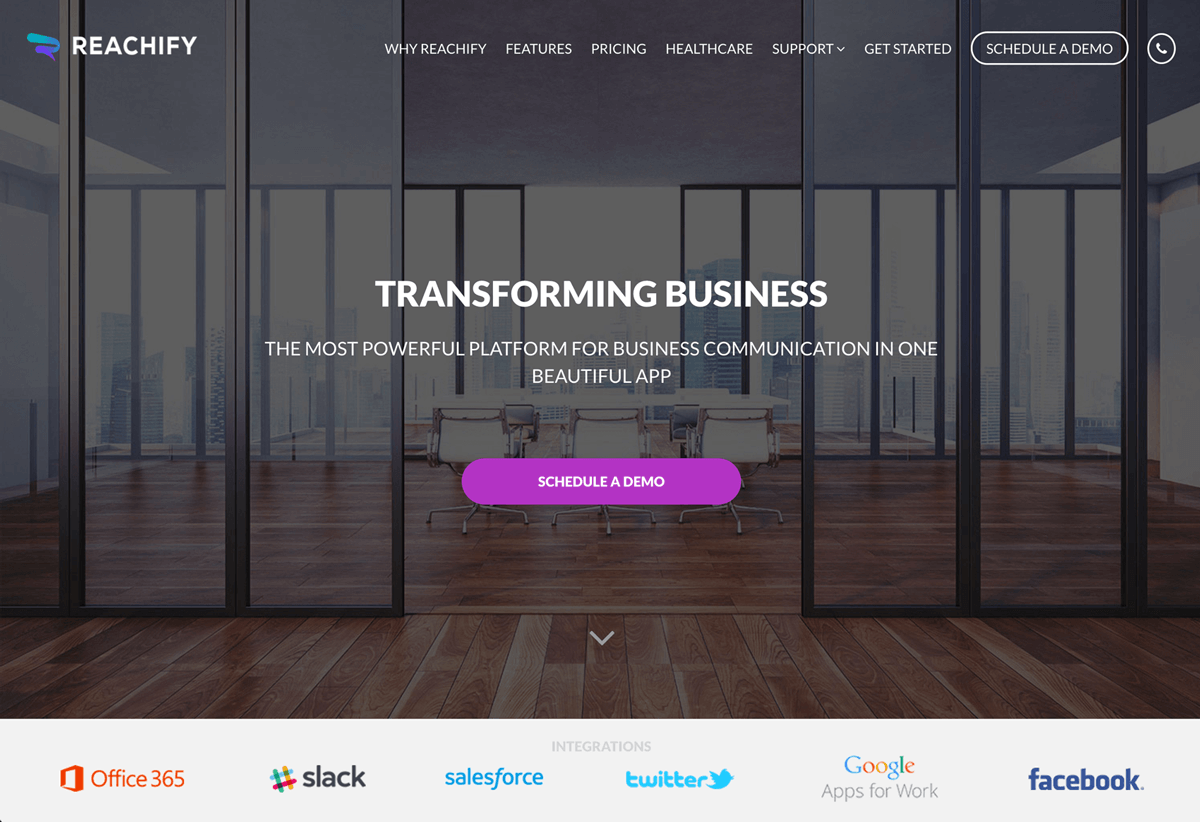 REACHIFY
WHY REACHIFY
FEATURES
PRICING
HEALTHCARE
SUPPORT
GET STARTED
SCHEDULE A DEMO
TRANSFORMING BUSINESS
THE MOST POWERFUL PLATFORM FOR BUSINESS COMMUNICATION IN ONE
BEAUTIFUL APP
SCHEDULE A DEMO
INTEGRATIONS
Office 365
slack
salesforce
twitter
Google
Apps for Work
facebook.